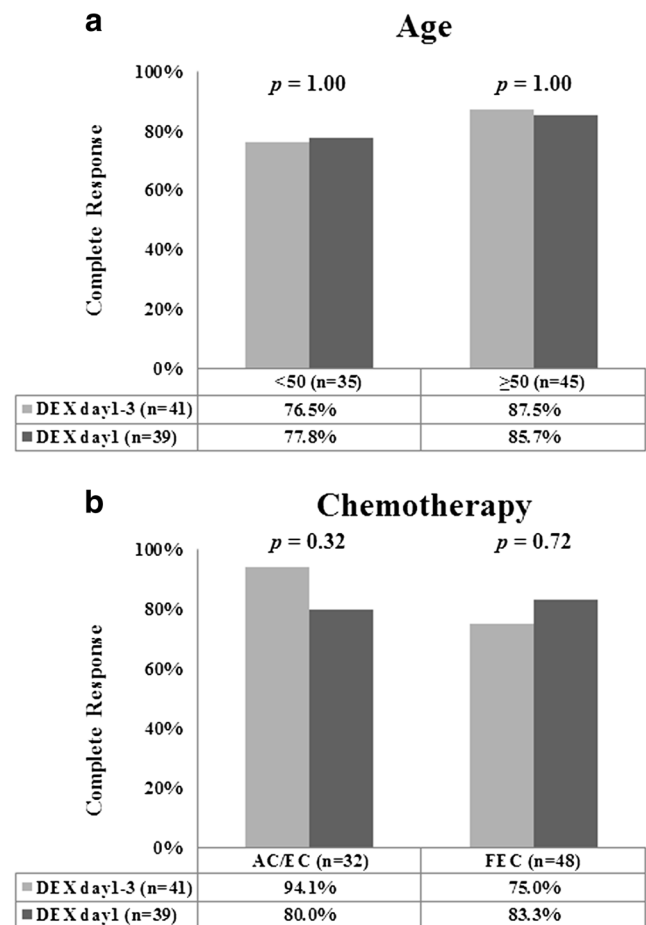 a
Age
100%
80%
60%
40%
20%
0%
Complete Response
p = 1.00
p = 1.00
<50 (n=35)
≥50 (n=45)
DEX day1-3 (n=41) 76.5% 87.5%
DEX day1 (n=39) 77.8% 85.7%
b
Chemotherapy
100%
80%
60%
40%
20%
0%
Complete Response
p = 0.32
p = 0.72
AC/EC (n=32)
FEC (n=48)
DEX day1-3 (n=41) 94.1% 75.0%
DEX day1 (n=39) 80.0% 83.3%